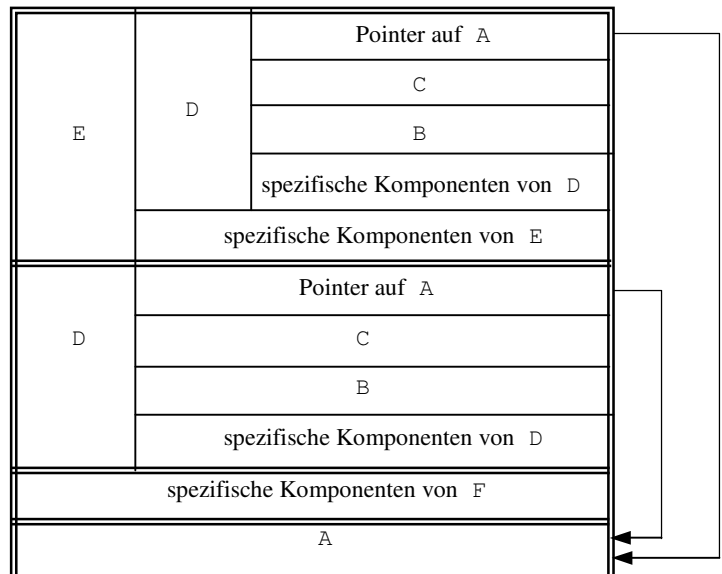 Pointer auf A
C
D
E
B
spezifische Komponenten von D
spezifische Komponenten von E
Pointer auf A
D
C
B
spezifische Komponenten von D
spezifische Komponenten von F
A